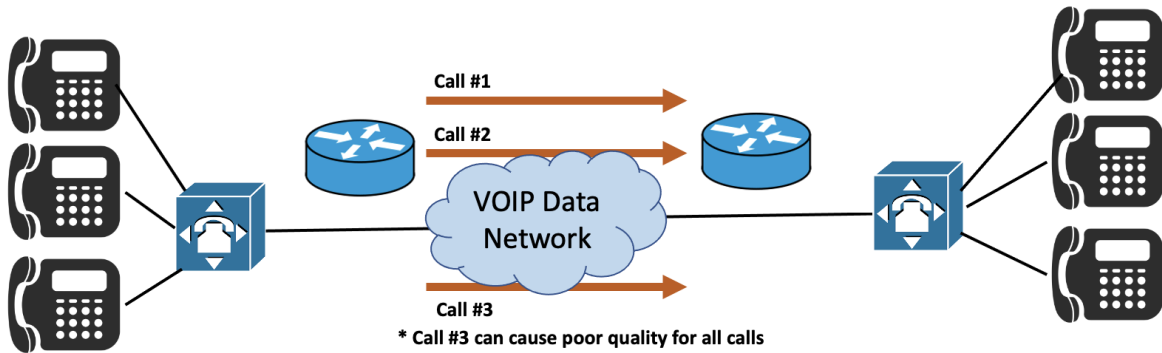 Call #1
Call #2
VOIP Data
Network
Call #3
* Call #3 can cause poor quality for all calls